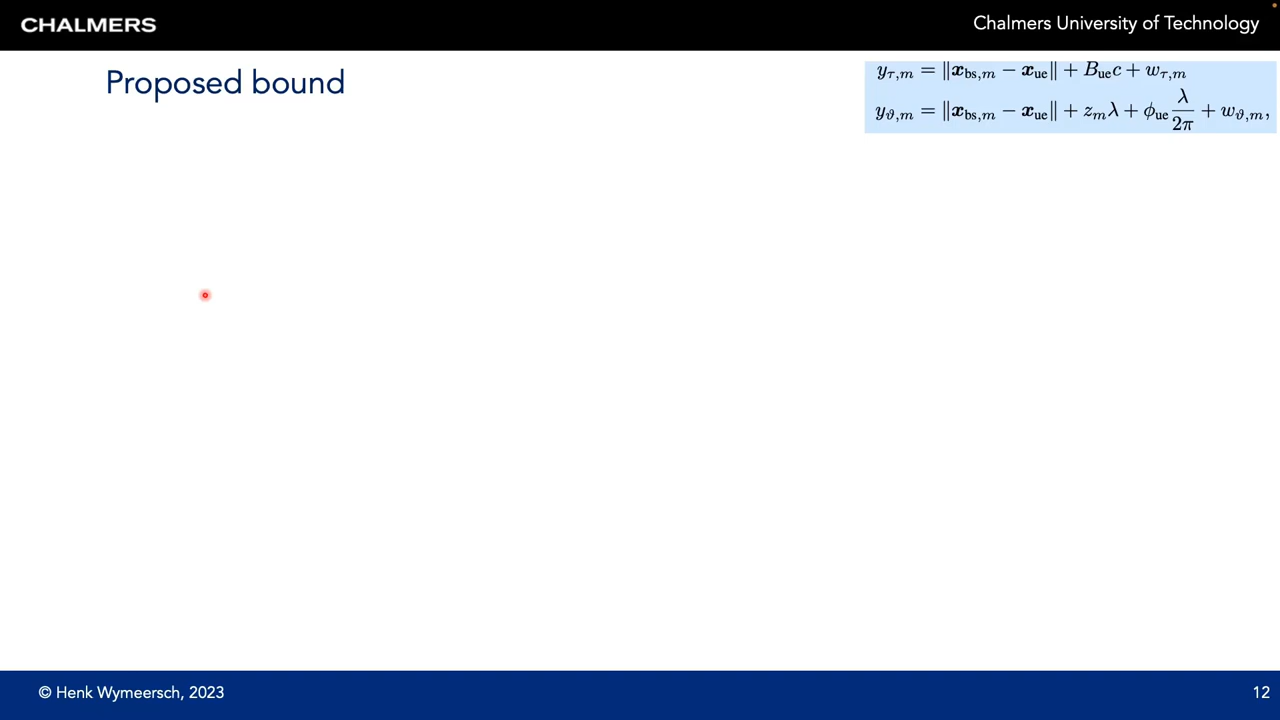 CHALMERS
Chalmers University of Technology
Proposed bound
y_{τ,m} = ‖x_{bs,m} − x_{ue}‖ + B_{ue}c + w_{τ,m}
y_{ϑ,m} = ‖x_{bs,m} − x_{ue}‖ + z_mλ + ϕ_{ue} λ/2π + w_{ϑ,m},
© Henk Wymeersch, 2023
12